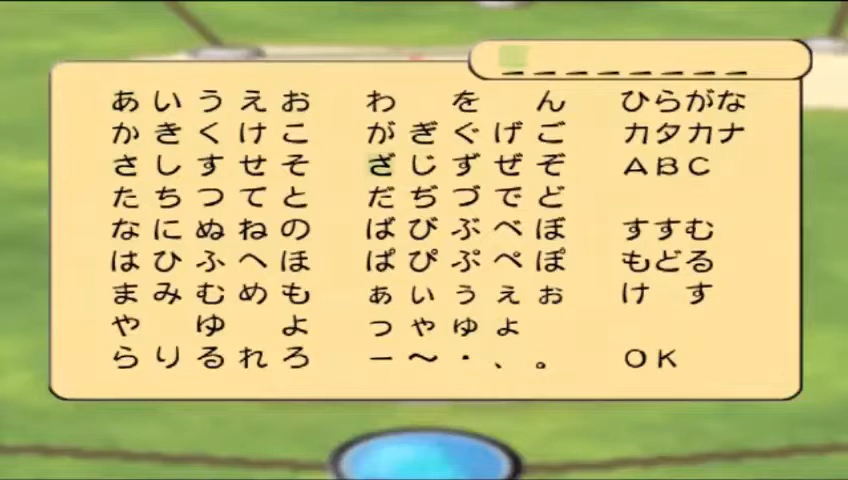 あいうえお わ を ん ひらがな
かきくけこ がぎぐげご カタカナ
さしすせそ ざじずぜぞ ABC
たちつてと だぢづでど
なにぬねの ばびぶべぼ すすむ
はひふへほ ぱぴぷぺぽ もどる
まみむめも ぁぃぅぇぉ け す
や ゆ よ っゃゅょ
らりるれろ ー〜・、。 OK